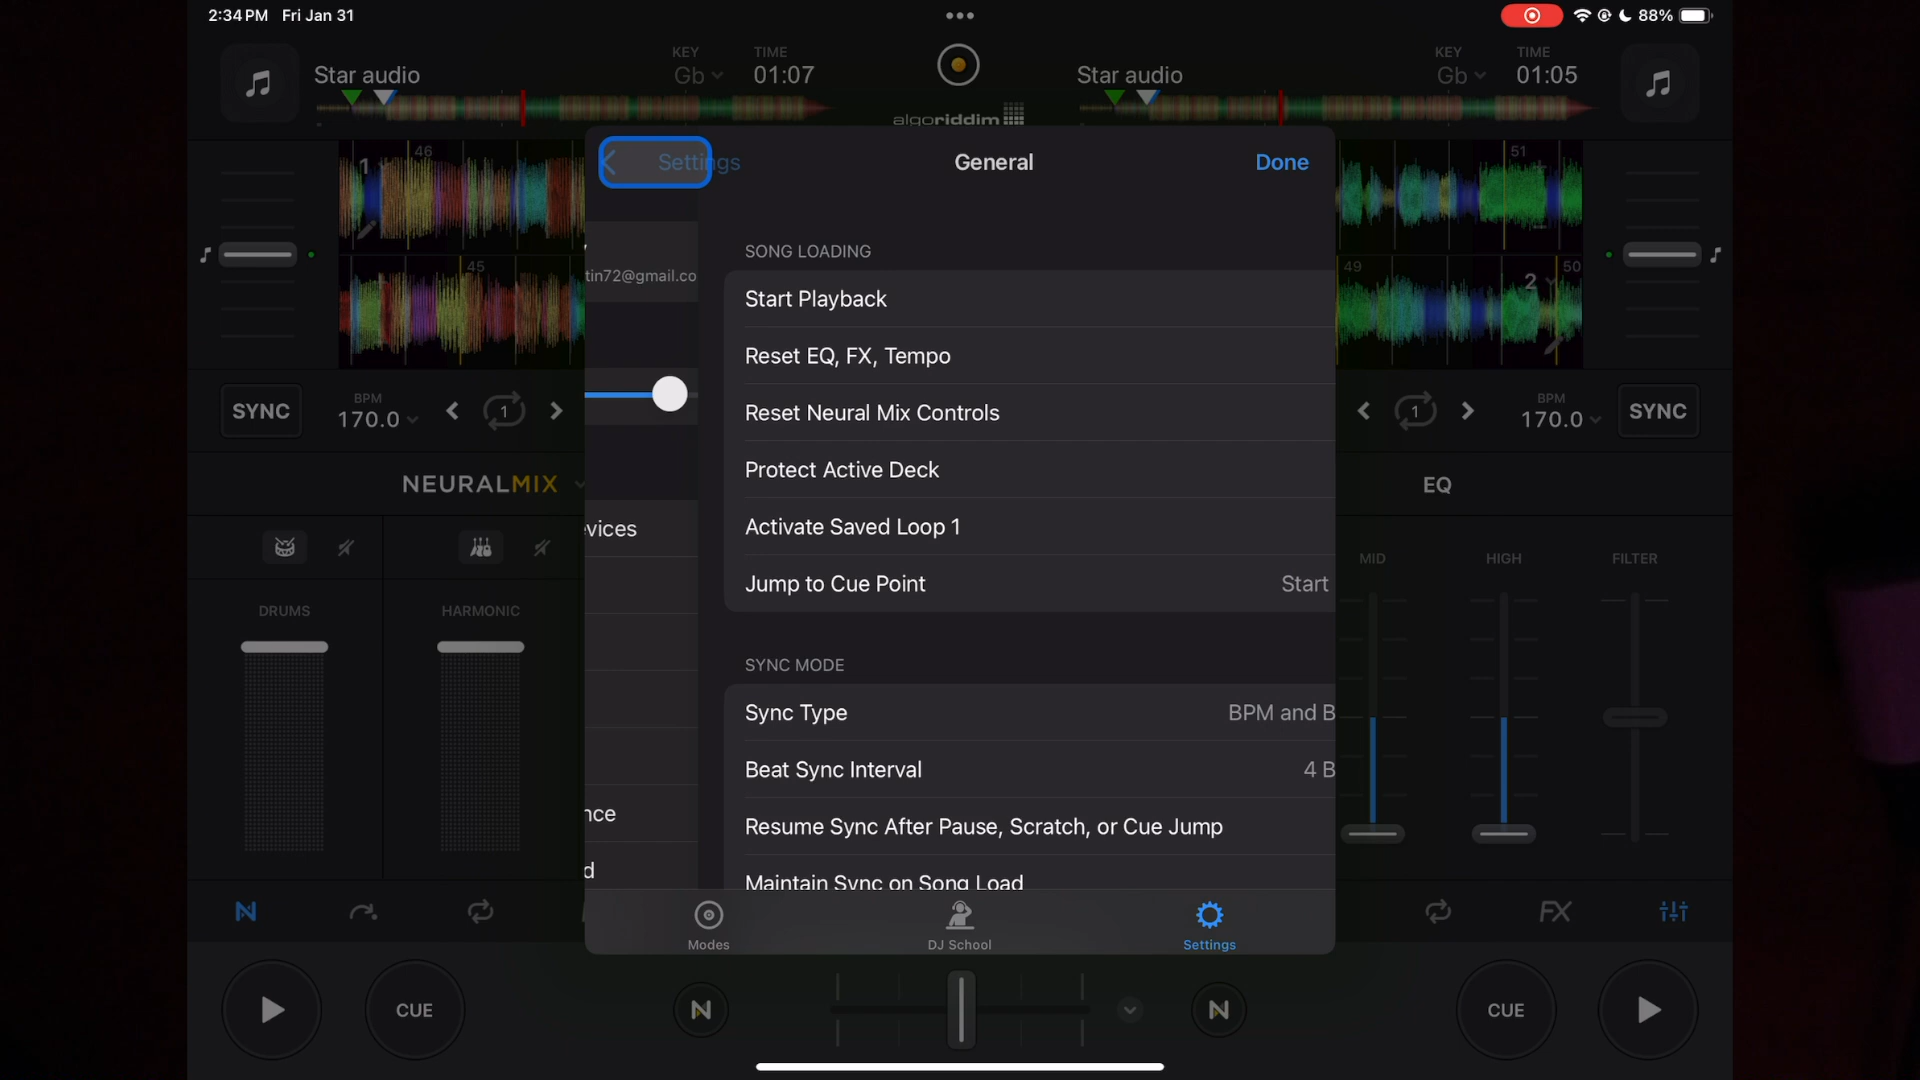 2:34 PM Fri Jan 31
88%
Star audio
KEY
Gb
TIME
01:07
Star audio
KEY
Gb
TIME
01:05
algoriddim
1
46
45
51
49
50
2
Settings
General
Done
tin72@gmail.co
SONG LOADING
Start Playback
Reset EQ, FX, Tempo
Reset Neural Mix Controls
Protect Active Deck
Activate Saved Loop 1
Jump to Cue Point
Start
SYNC MODE
Sync Type
BPM and B
Beat Sync Interval
4 B
Resume Sync After Pause, Scratch, or Cue Jump
Maintain Sync on Song Load
vices
nce
d
Modes
DJ School
Settings
SYNC
BPM
170.0
1
1
BPM
170.0
SYNC
NEURALMIX
EQ
DRUMS
HARMONIC
MID
HIGH
FILTER
FX
CUE
CUE